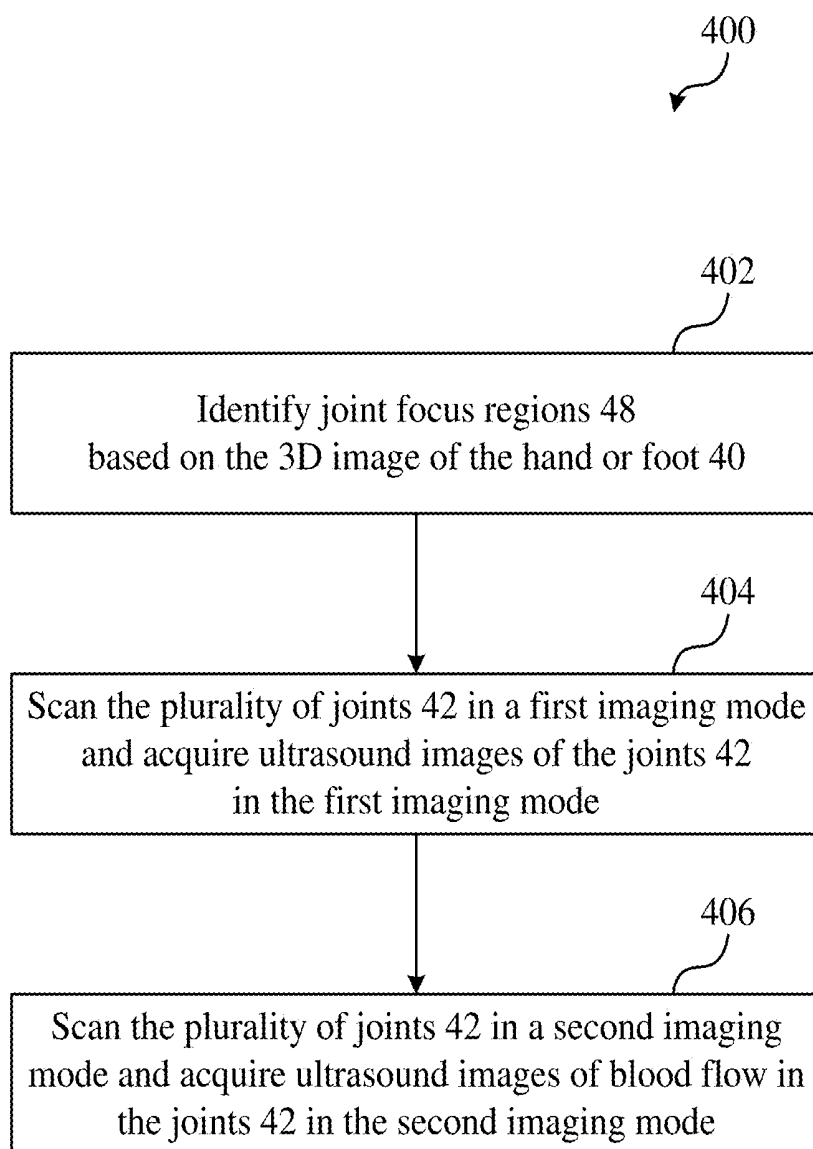 400
402
Identify joint focus regions 48
based on the 3D image of the hand or foot 40
404
Scan the plurality of joints 42 in a first imaging mode
and acquire ultrasound images of the joints 42
in the first imaging mode
406
Scan the plurality of joints 42 in a second imaging
mode and acquire ultrasound images of blood flow in
the joints 42 in the second imaging mode